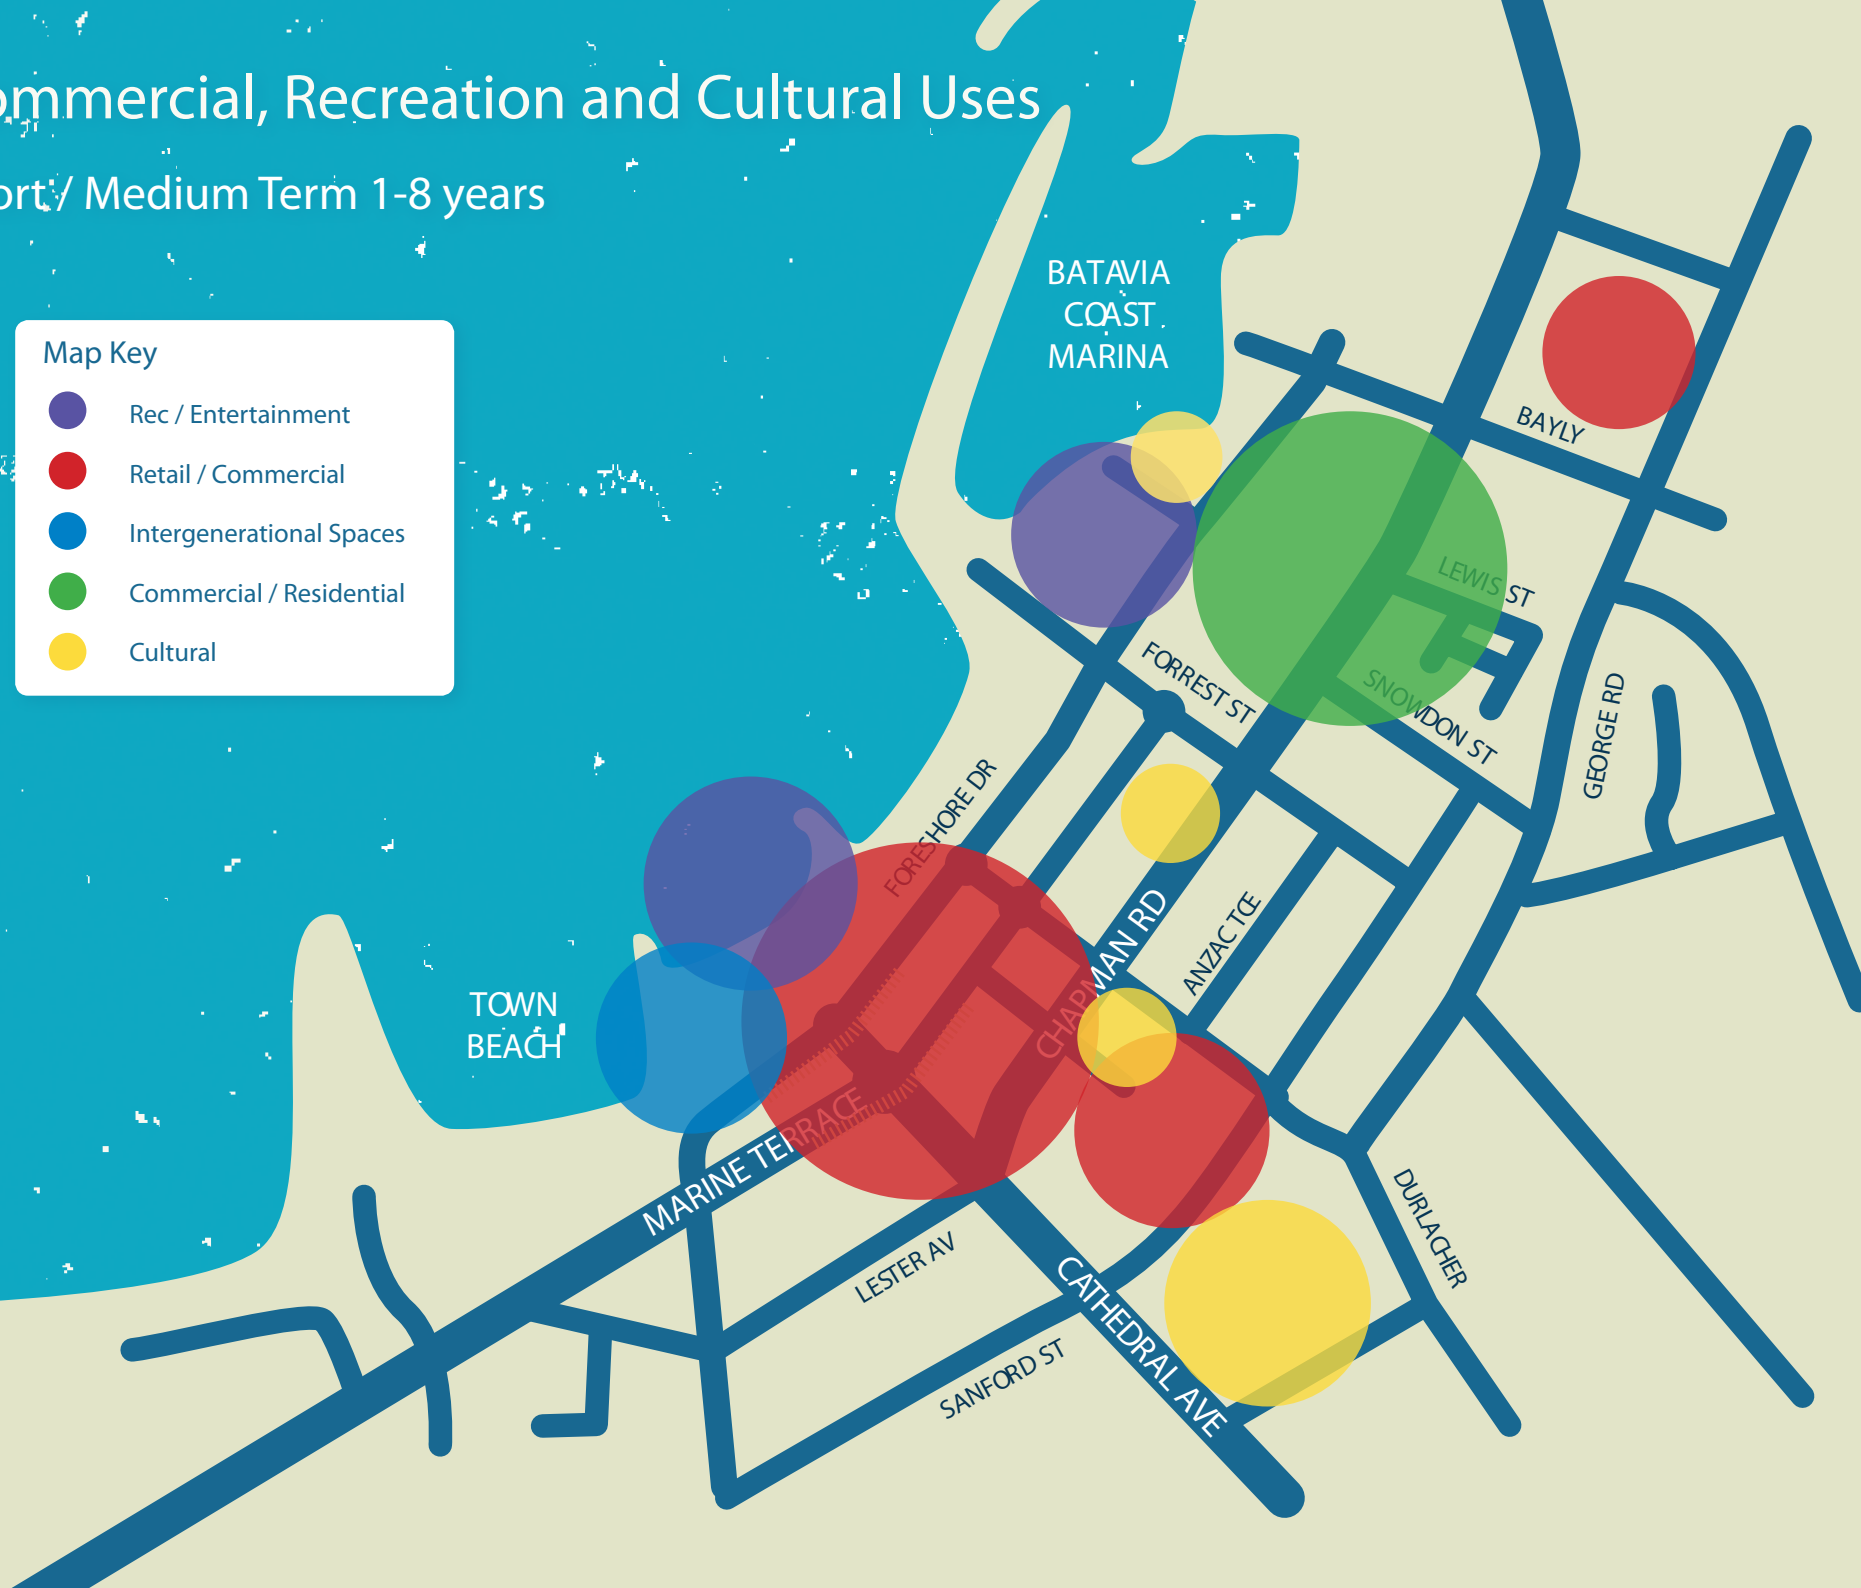 ommercial, Recreation and Cultural Uses
ort / Medium Term 1-8 years
BATAVIA
COAST
MARINA
Map Key
Rec / Entertainment
Retail / Commercial
Intergenerational Spaces
Commercial / Residential
Cultural
BAYLY
LEWIS ST
FORREST ST
SNOWDON ST
GEORGE RD
FORESHORE DR
CHAPMAN RD
ANZAC TCE
TOWN
BEACH
MARINE TERRACE
LESTER AV
CATHEDRAL AVE
DURLACHER
SANFORD ST